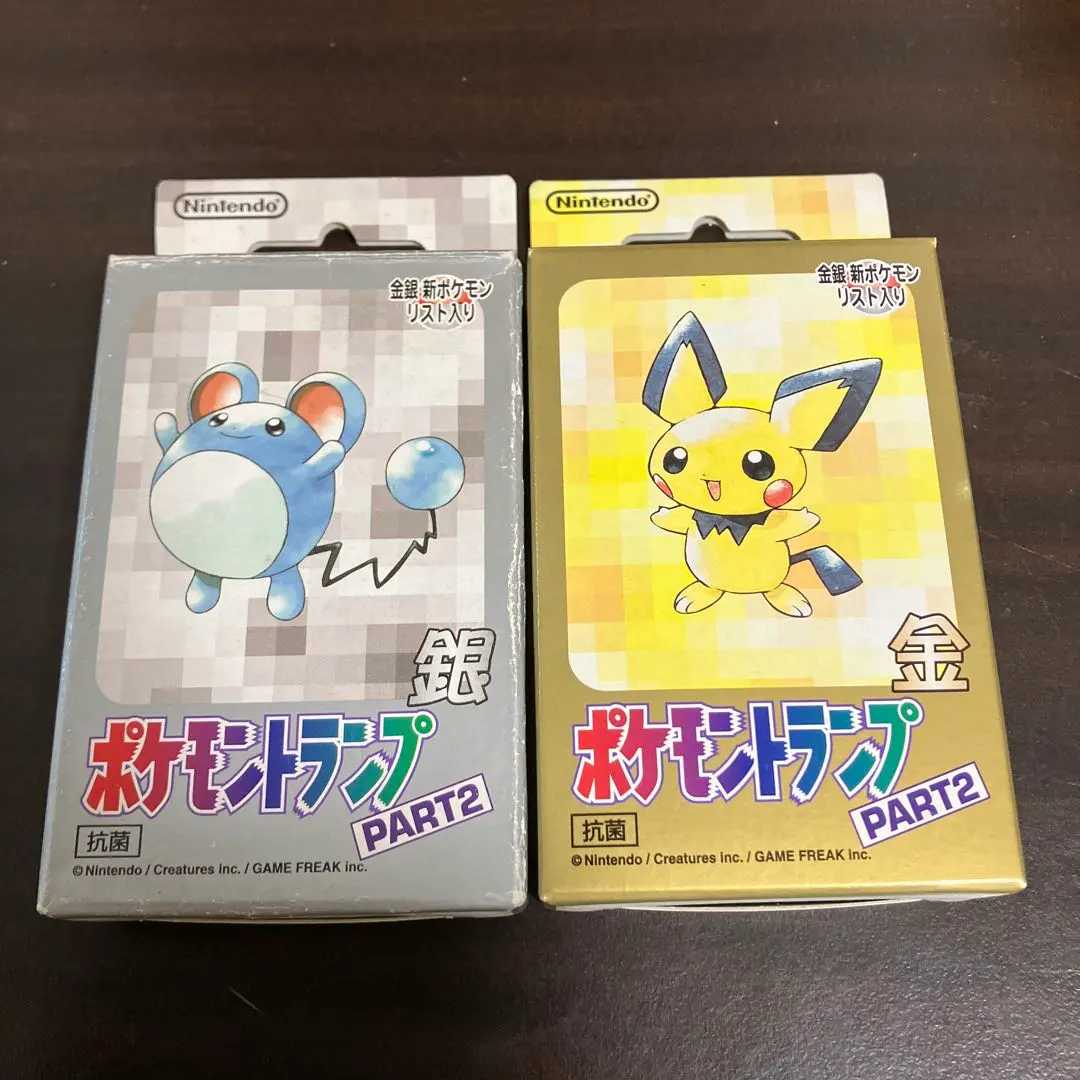 Nintendo
金銀 新ポケモン
リスト入り
銀
ポケモントランプ
PART2
抗菌
©Nintendo / Creatures inc. / GAME FREAK inc.
Nintendo
金銀 新ポケモン
リスト入り
金
ポケモントランプ
PART2
抗菌
©Nintendo / Creatures inc. / GAME FREAK inc.